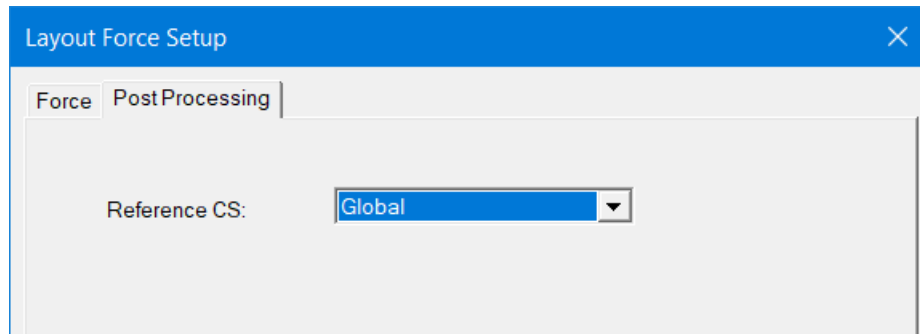 Layout Force Setup
Force Post Processing
Reference CS: Global